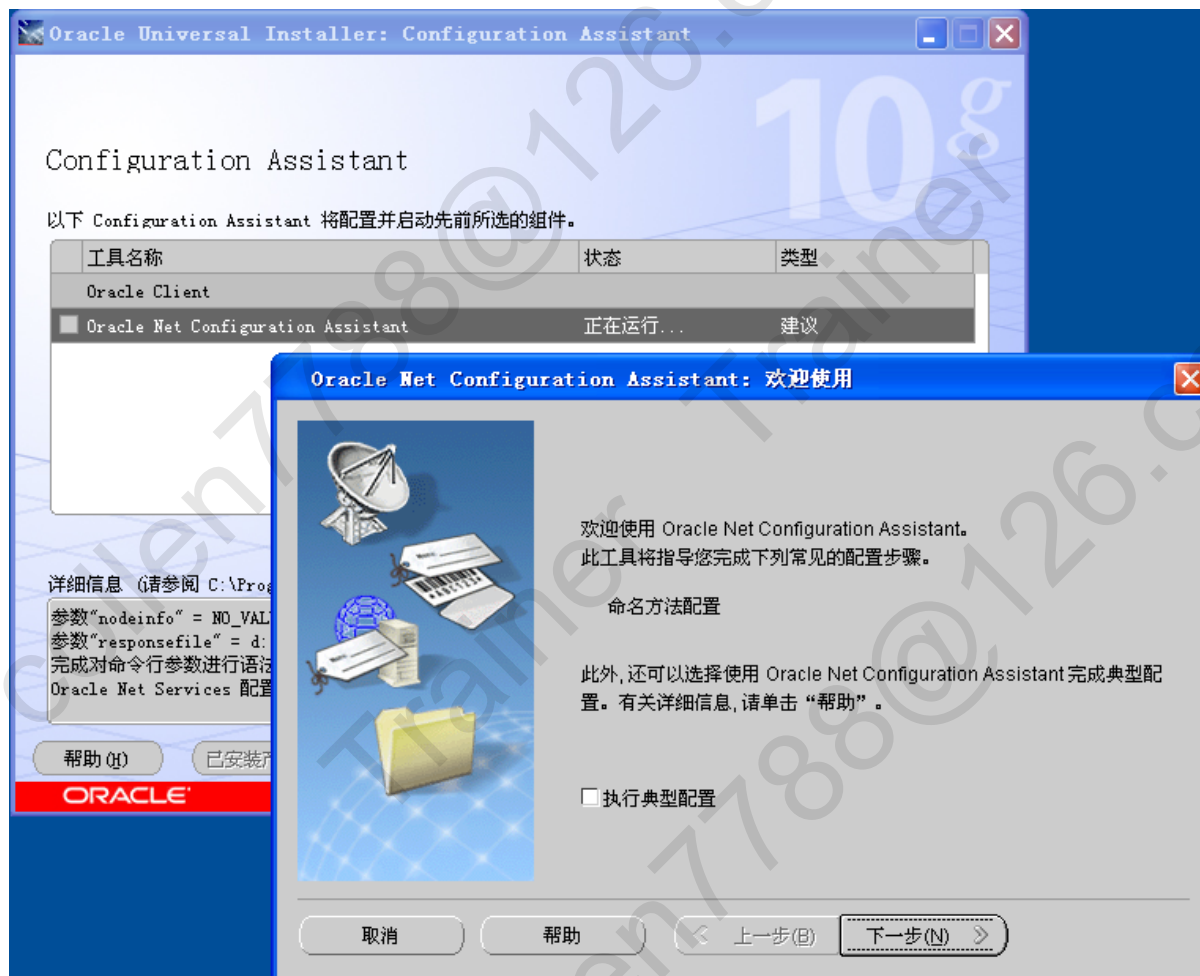 Oracle Universal Installer: Configuration Assistant
10g
Configuration Assistant
以下 Configuration Assistant 将配置并启动先前所选的组件。
工具名称 状态 类型
Oracle Client
Oracle Net Configuration Assistant 正在运行... 建议
Oracle Net Configuration Assistant: 欢迎使用
欢迎使用 Oracle Net Configuration Assistant。
此工具将指导您完成下列常见的配置步骤。
命名方法配置
此外,还可以选择使用 Oracle Net Configuration Assistant 完成典型配
置。有关详细信息,请单击“帮助”。
执行典型配置
取消 帮助 上一步(B) 下一步(N)
详细信息 (请参阅 C:\Prog
参数"nodeinfo" = NO_VAL
参数"responsefile" = d:
完成对命令行参数进行语法
Oracle Net Services 配置
帮助(H) 已安装产
ORACLE
cullen7788@126.c
Trainer
Trainer
cullen7788@126.c